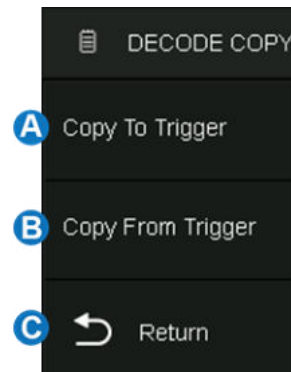 DECODE COPY
A Copy To Trigger
B Copy From Trigger
C Return